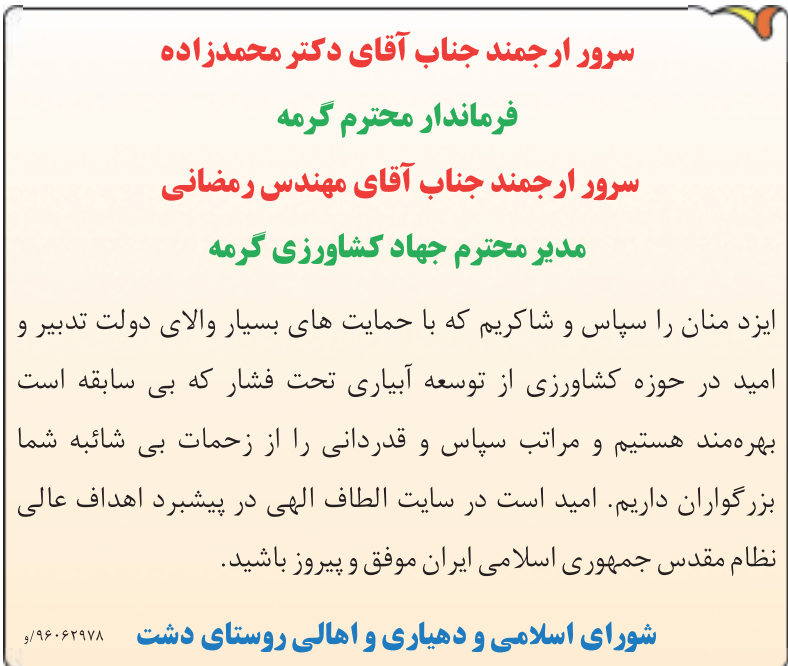 سرور ارجمند جناب آقای دکتر محمدزاده
فرماندار محترم گرمه
سرور ارجمند جناب آقای مهندس رمضانی
مدیر محترم جهاد کشاورزی گرمه
ایزد منان را سپاس و شاکریم که با حمایت های بسیار والای دولت تدبیر و
امید در حوزه کشاورزی از توسعه آبیاری تحت فشار که بی سابقه است
بهره‌مند هستیم و مراتب سپاس و قدردانی را از زحمات بی شائبه شما
بزرگواران داریم. امید است در سایت الطاف الهی در پیشبرد اهداف عالی
نظام مقدس جمهوری اسلامی ایران موفق و پیروز باشید.
شورای اسلامی و دهیاری و اهالی روستای دشت ۹۶۰۶۲۹۷۸/و